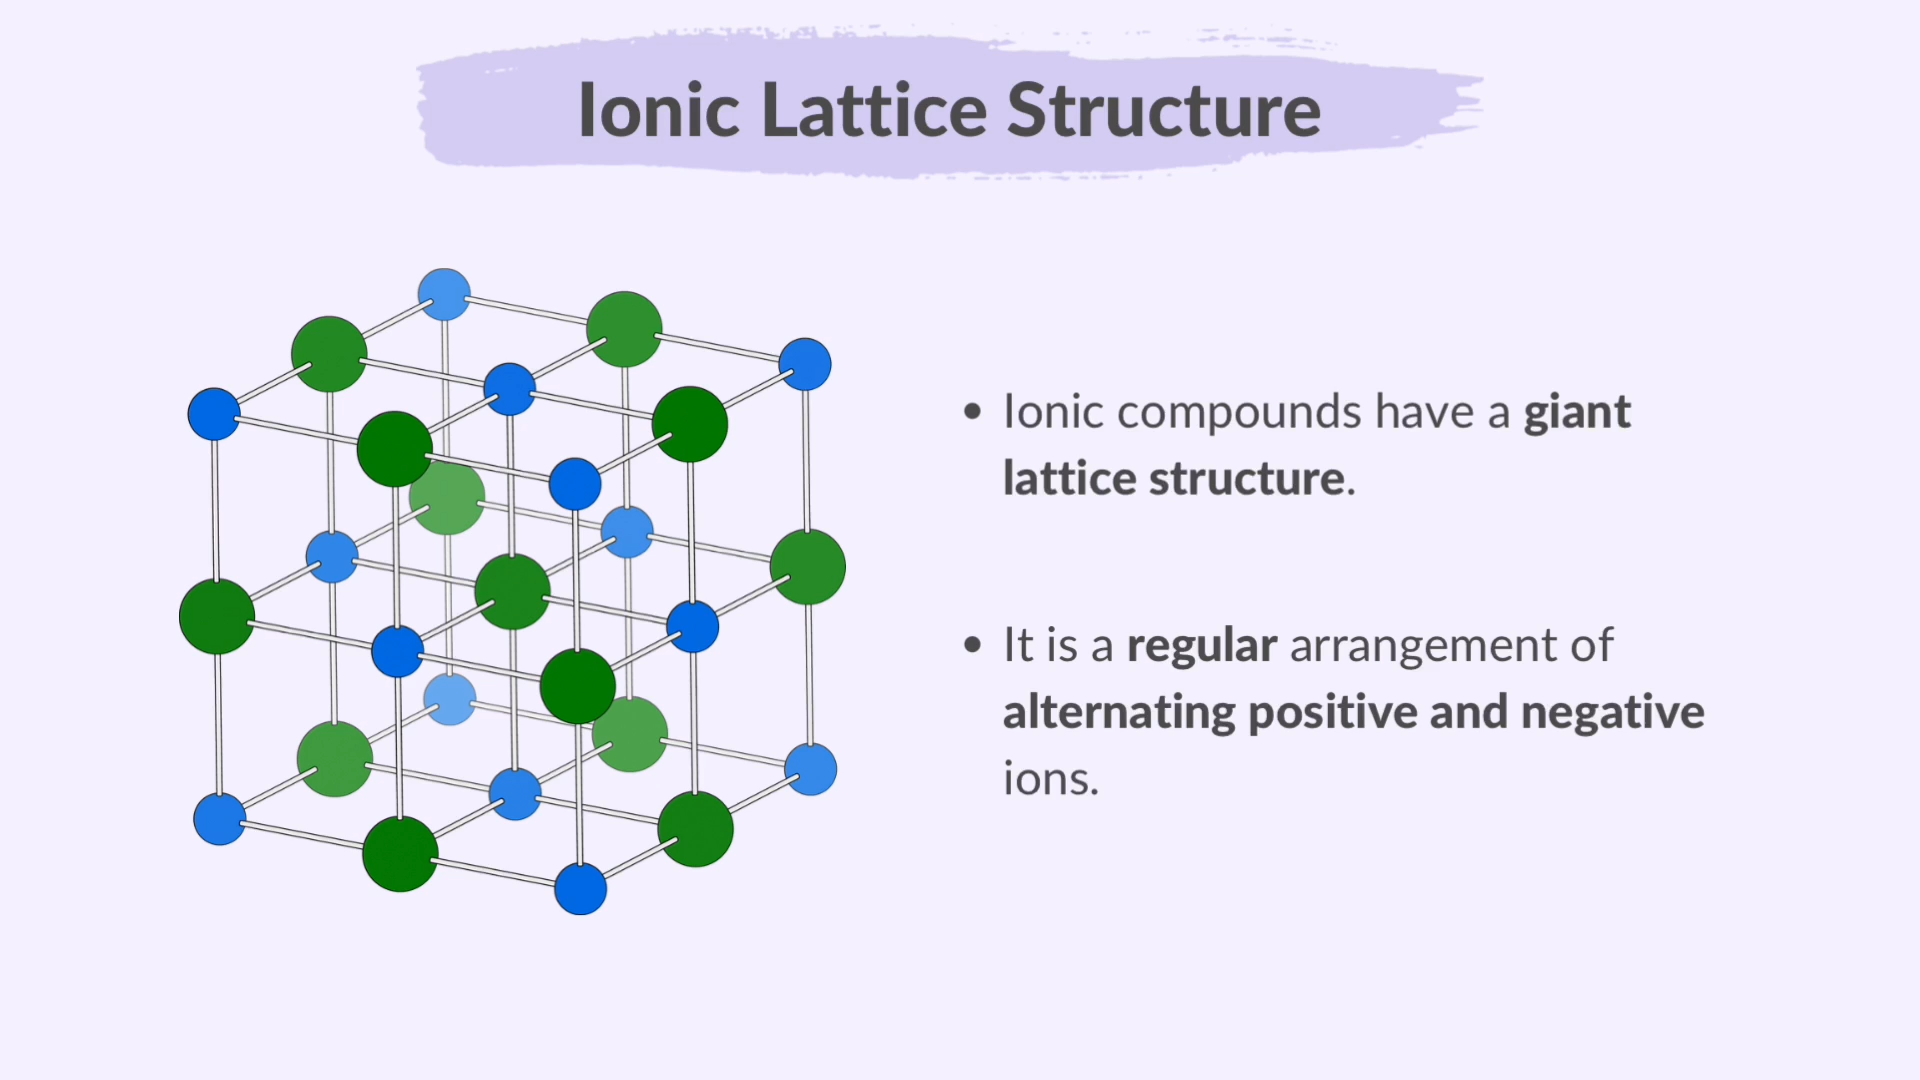 Ionic Lattice Structure
• Ionic compounds have a giant
lattice structure.
• It is a regular arrangement of
alternating positive and negative
ions.